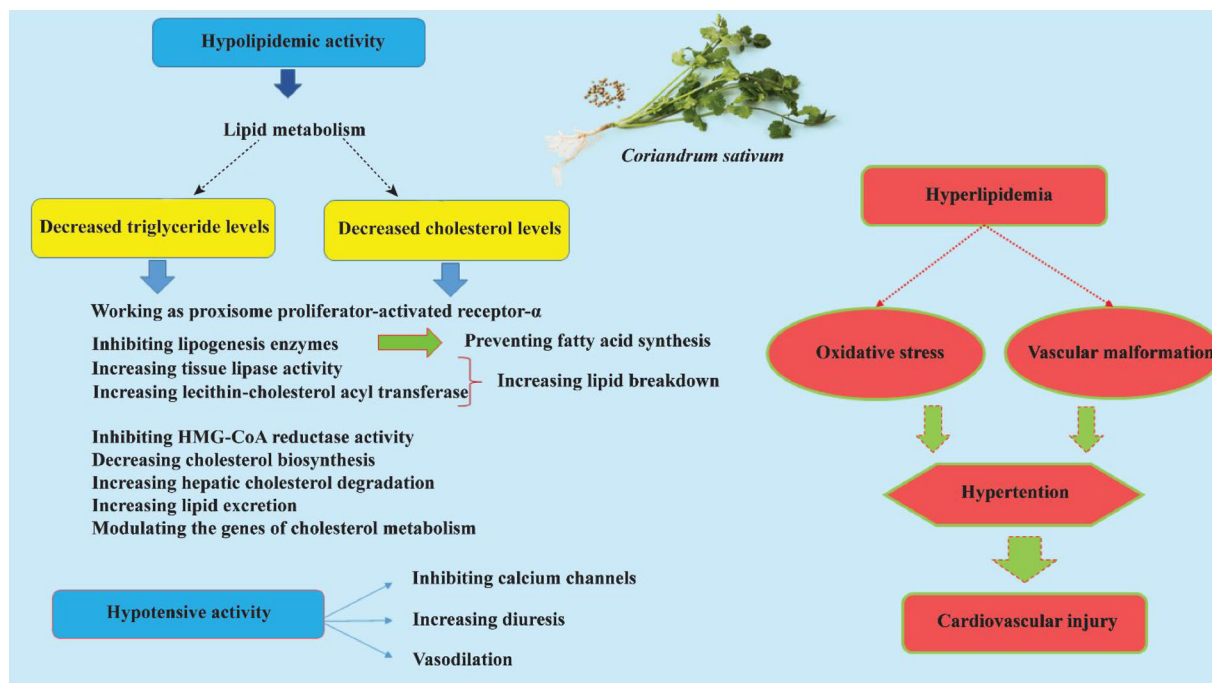 Hypolipidemic activity
Lipid metabolism
Coriandrum sativum
Decreased triglyceride levels
Decreased cholesterol levels
Working as proxisome proliferator-activated receptor-α
Inhibiting lipogenesis enzymes
Preventing fatty acid synthesis
Increasing tissue lipase activity
Increasing lecithin-cholesterol acyl transferase
Increasing lipid breakdown
Inhibiting HMG-CoA reductase activity
Decreasing cholesterol biosynthesis
Increasing hepatic cholesterol degradation
Increasing lipid excretion
Modulating the genes of cholesterol metabolism
Hypotensive activity
Inhibiting calcium channels
Increasing diuresis
Vasodilation
Hyperlipidemia
Oxidative stress
Vascular malformation
Hypertention
Cardiovascular injury